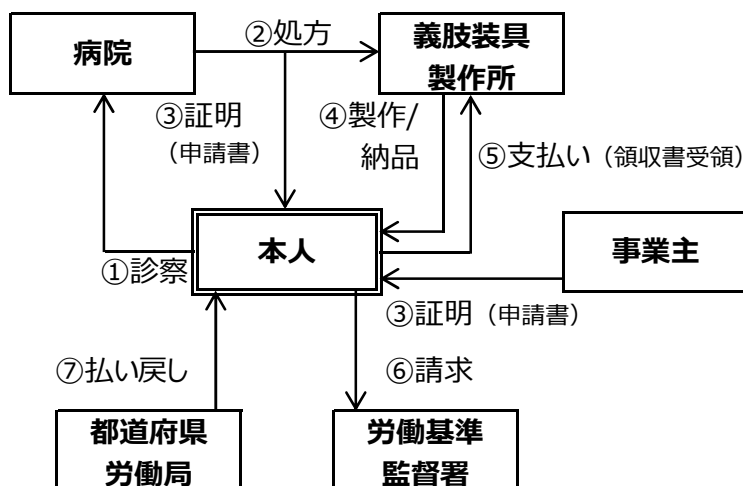 ②処方
病院
義肢装具
製作所
③証明
（申請書）
④製作/
納品
⑤支払い（領収書受領）
本人
事業主
①診察
③証明（申請書）
⑦払い戻し
⑥請求
都道府県
労働局
労働基準
監督署